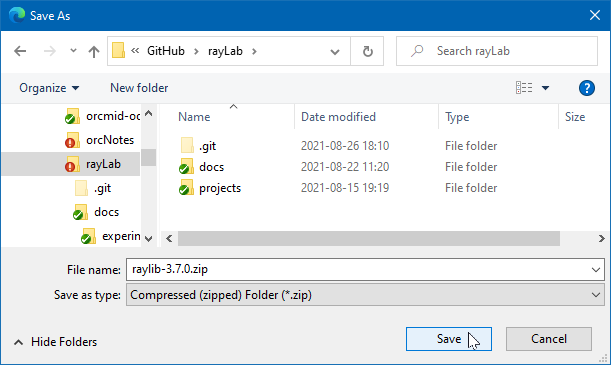 Save As
« GitHub › rayLab ›
Search rayLab
Organize New folder
Name Date modified Type Size
orcmid-oc
orcNotes
rayLab
.git
docs
experin
.git 2021-08-26 18:10 File folder
docs 2021-08-22 11:20 File folder
projects 2021-08-15 19:19 File folder
File name: raylib-3.7.0.zip
Save as type: Compressed (zipped) Folder (*.zip)
Hide Folders
Save Cancel